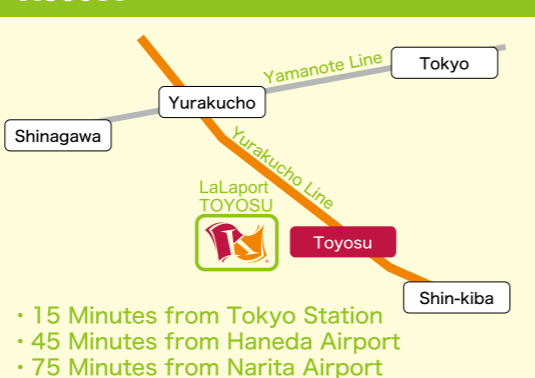 Yamanote Line
Tokyo
Yurakucho
Shinagawa
Yurakucho Line
LaLaport
TOYOSU
K
Toyosu
Shin-kiba
・15 Minutes from Tokyo Station
・45 Minutes from Haneda Airport
・75 Minutes from Narita Airport